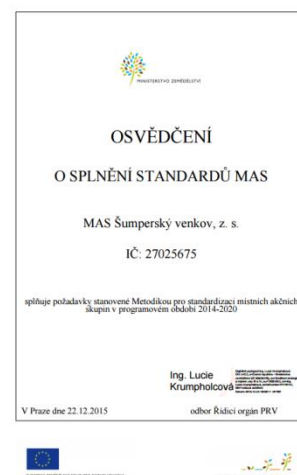 MINISTERSTVO ZEMĚDĚLSTVÍ
OSVĚDČENÍ
O SPLNĚNÍ STANDARDŮ MAS
MAS Šumperský venkov, z. s.
IČ: 27025675
splňuje požadavky stanovené Metodikou pro standardizaci místních akčních
skupin v programovém období 2014-2020
Ing. Lucie
Krumpholcová
V Praze dne 22.12.2015
odbor Řídicí orgán PRV